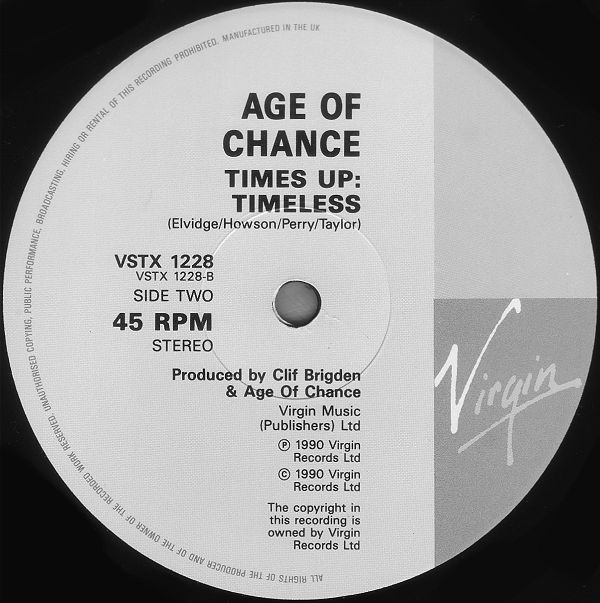 ALL RIGHTS OF THE PRODUCER AND OF THE OWNER OF THE RECORDED WORK RESERVED. UNAUTHORISED COPYING, PUBLIC PERFORMANCE, BROADCASTING, HIRING OR RENTAL OF THIS RECORDING PROHIBITED. MANUFACTURED IN THE UK
AGE OF
CHANCE
TIMES UP:
TIMELESS
(Elvidge/Howson/Perry/Taylor)
VSTX 1228
VSTX 1228-B
SIDE TWO
45 RPM
STEREO
Produced by Clif Brigden
& Age Of Chance
Virgin Music
(Publishers) Ltd
℗ 1990 Virgin
Records Ltd
© 1990 Virgin
Records Ltd
The copyright in
this recording is
owned by Virgin
Records Ltd
Virgin